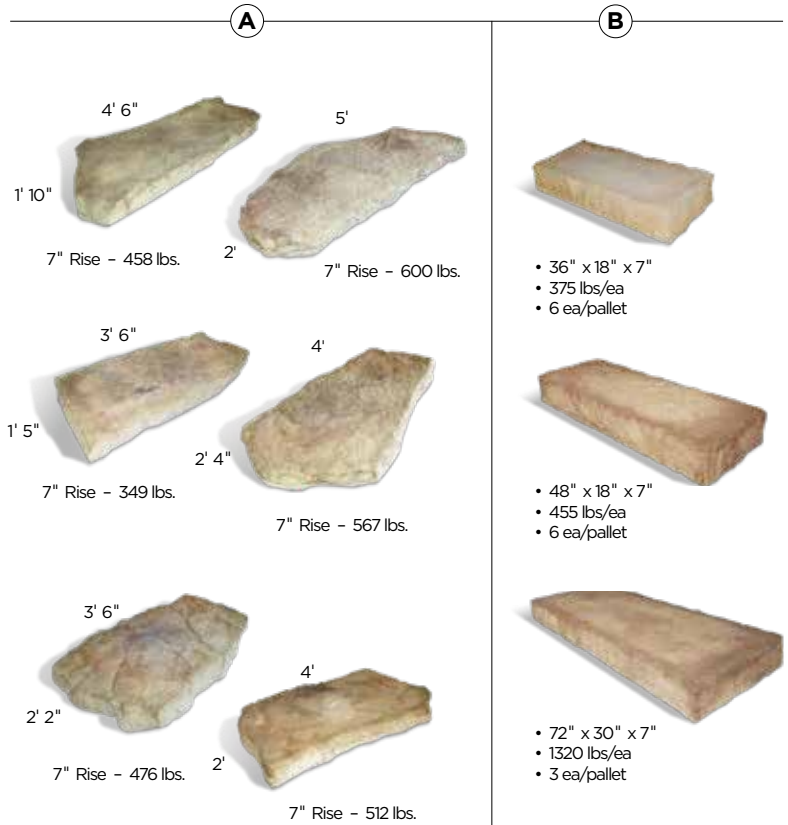 A
4' 6"
1' 10"
7" Rise – 458 lbs.
5'
2'
7" Rise – 600 lbs.
3' 6"
1' 5"
7" Rise – 349 lbs.
4'
2' 4"
7" Rise – 567 lbs.
3' 6"
2' 2"
7" Rise – 476 lbs.
4'
2'
7" Rise – 512 lbs.
B
• 36" x 18" x 7"
• 375 lbs/ea
• 6 ea/pallet
• 48" x 18" x 7"
• 455 lbs/ea
• 6 ea/pallet
• 72" x 30" x 7"
• 1320 lbs/ea
• 3 ea/pallet